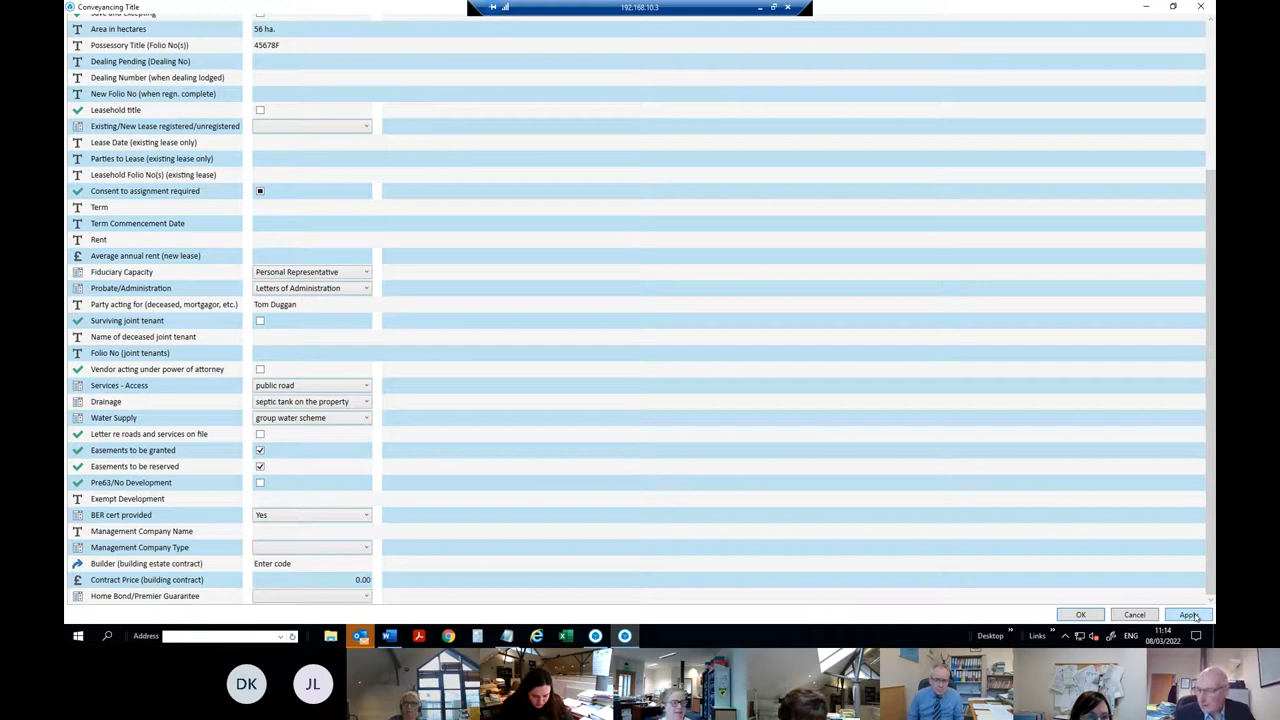 Conveyancing Title
192.168.10.3
Save and excepting
Area in hectares 56 ha.
Possessory Title (Folio No(s)) 45678F
Dealing Pending (Dealing No)
Dealing Number (when dealing lodged)
New Folio No (when regn. complete)
Leasehold title
Existing/New Lease registered/unregistered
Lease Date (existing lease only)
Parties to Lease (existing lease only)
Leasehold Folio No(s) (existing lease)
Consent to assignment required
Term
Term Commencement Date
Rent
Average annual rent (new lease)
Fiduciary Capacity Personal Representative
Probate/Administration Letters of Administration
Party acting for (deceased, mortgagor, etc.) Tom Duggan
Surviving joint tenant
Name of deceased joint tenant
Folio No (joint tenants)
Vendor acting under power of attorney
Services - Access public road
Drainage septic tank on the property
Water Supply group water scheme
Letter re roads and services on file
Easements to be granted
Easements to be reserved
Pre63/No Development
Exempt Development
BER cert provided Yes
Management Company Name
Management Company Type
Builder (building estate contract) Enter code
Contract Price (building contract) 0.00
Home Bond/Premier Guarantee
OK Cancel Apply
Address Desktop Links ENG 11:14
08/03/2022
DK JL